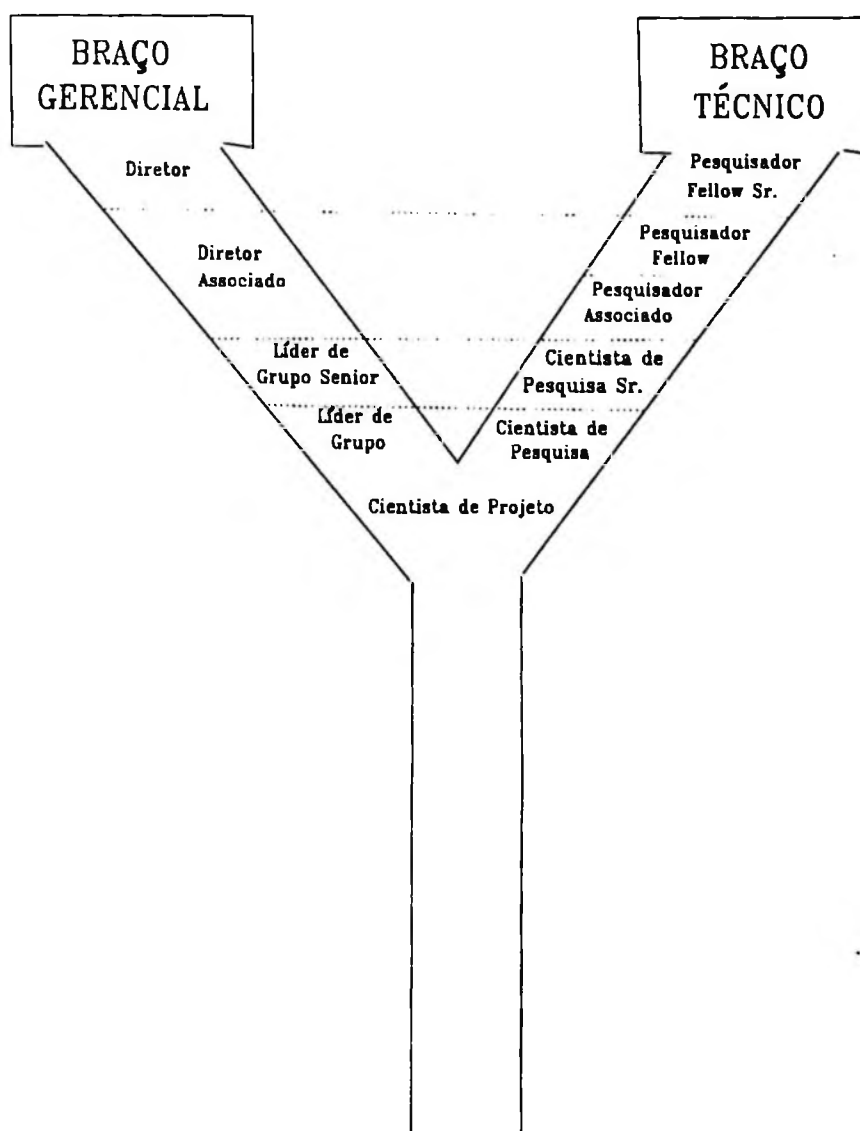 BRAÇO
GERENCIAL
BRAÇO
TÉCNICO
Diretor
Pesquisador
Fellow Sr.
Diretor
Associado
Pesquisador
Fellow
Pesquisador
Associado
Líder de
Grupo Senior
Cientista de
Pesquisa Sr.
Líder de
Grupo
Cientista de
Pesquisa
Cientista de Projeto